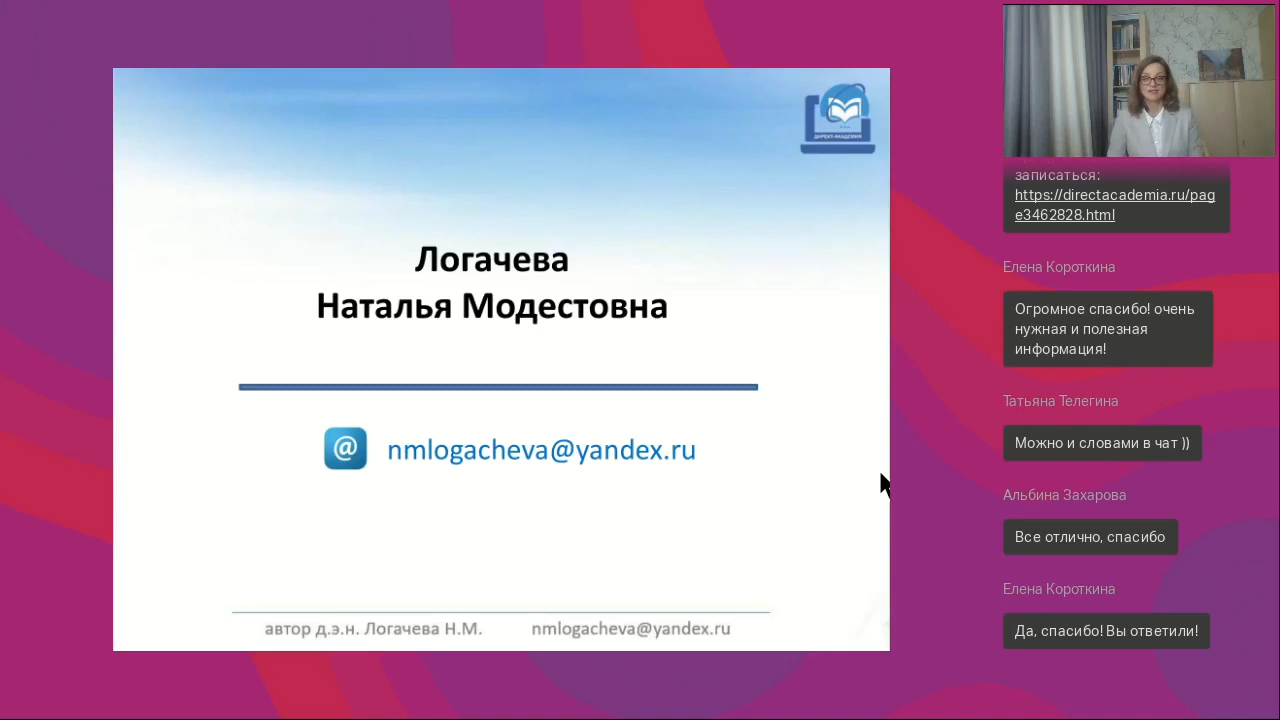 ДИРЕКТ-АКАДЕМИЯ
Логачева
Наталья Модестовна
@ nmlogacheva@yandex.ru
автор д.э.н. Логачева Н.М. nmlogacheva@yandex.ru
записаться:
https://directacademia.ru/pag
e3462828.html
Елена Короткина
Огромное спасибо! очень
нужная и полезная
информация!
Татьяна Телегина
Можно и словами в чат ))
Альбина Захарова
Все отлично, спасибо
Елена Короткина
Да, спасибо! Вы ответили!